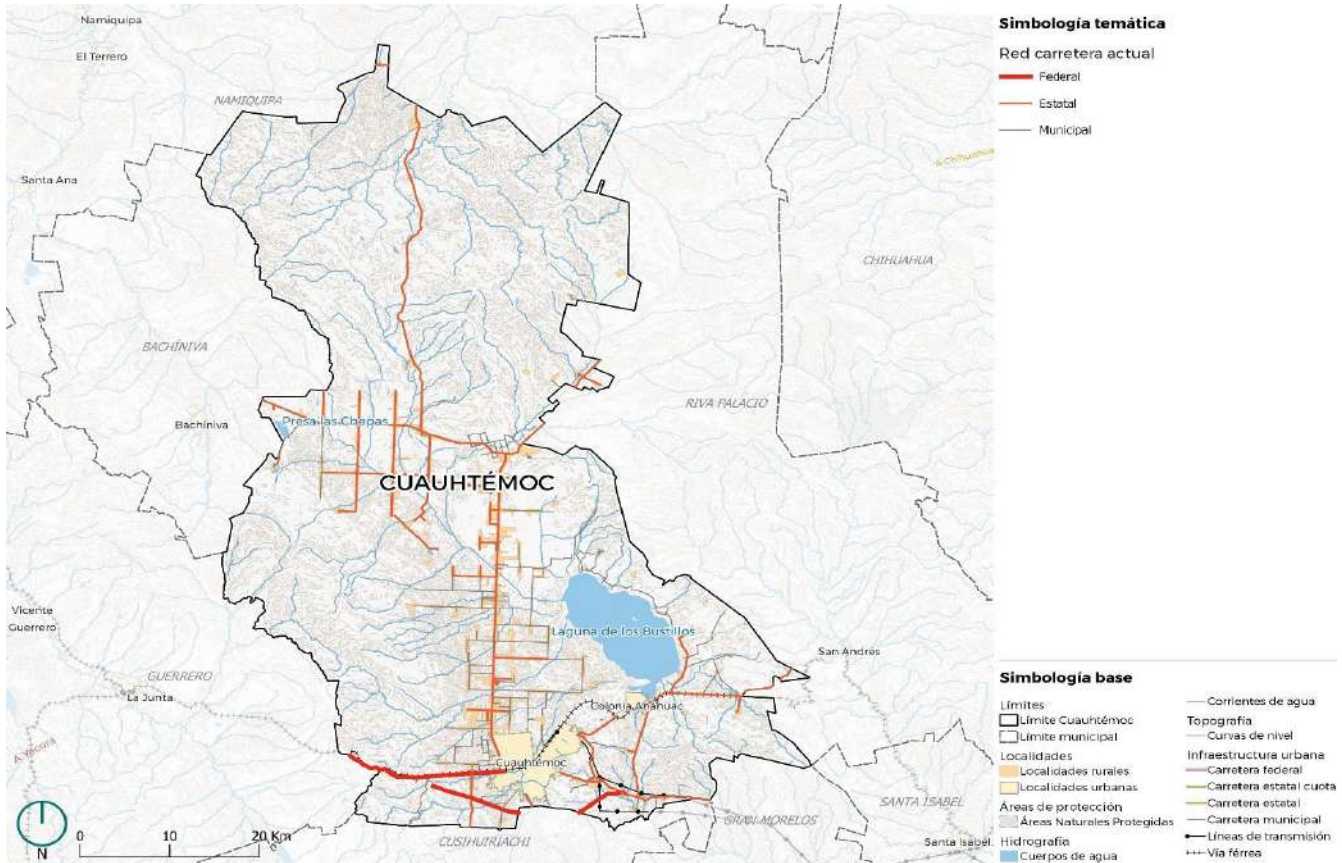 Namiquipa
El Terrero
NAMIQUIPA
Santa Ana
A Chihuahua
CHIHUAHUA
BACHÍNIVA
RIVA PALACIO
Bachíniva
Presa las Chepas
CUAUHTÉMOC
Vicente
Guerrero
Laguna de los Bustillos
San Andrés
GUERRERO
La Junta
Colonia Anáhuac
A Yécora
Cuauhtémoc
SANTA ISABEL
GRAN MORELOS
CUSIHUIRIACHI
Santa Isabel
0 10 20 Km
N
Simbología temática
Red carretera actual
Federal
Estatal
Municipal
Simbología base
Límites
Límite Cuauhtémoc
Límite municipal
Localidades
Localidades rurales
Localidades urbanas
Áreas de protección
Áreas Naturales Protegidas
Hidrografía
Cuerpos de agua
Corrientes de agua
Topografía
Curvas de nivel
Infraestructura urbana
Carretera federal
Carretera estatal cuota
Carretera estatal
Carretera municipal
Líneas de transmisión
Vía férrea